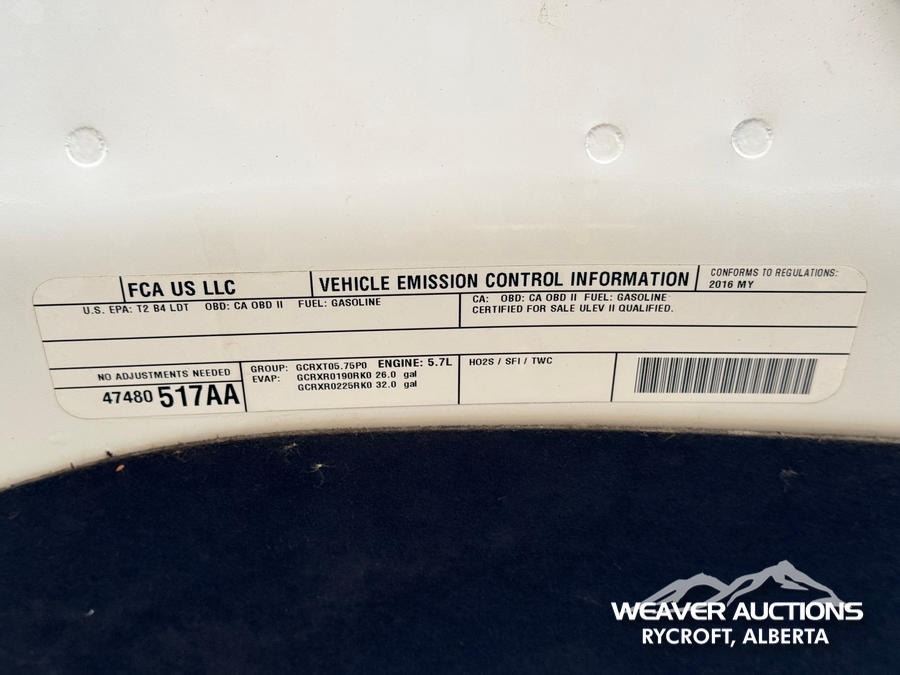 FCA US LLC
VEHICLE EMISSION CONTROL INFORMATION
CONFORMS TO REGULATIONS:
2016 MY
U.S. EPA: T2 B4 LDT OBD: CA OBD II FUEL: GASOLINE
CA: OBD: CA OBD II FUEL: GASOLINE
CERTIFIED FOR SALE ULEV II QUALIFIED.
NO ADJUSTMENTS NEEDED
47480 517AA
GROUP: GCRXT05.75P0 ENGINE: 5.7L
EVAP: GCRXR0190RK0 26.0 gal
GCRXR0225RK0 32.0 gal
HO2S / SFI / TWC
WEAVER AUCTIONS
RYCROFT, ALBERTA